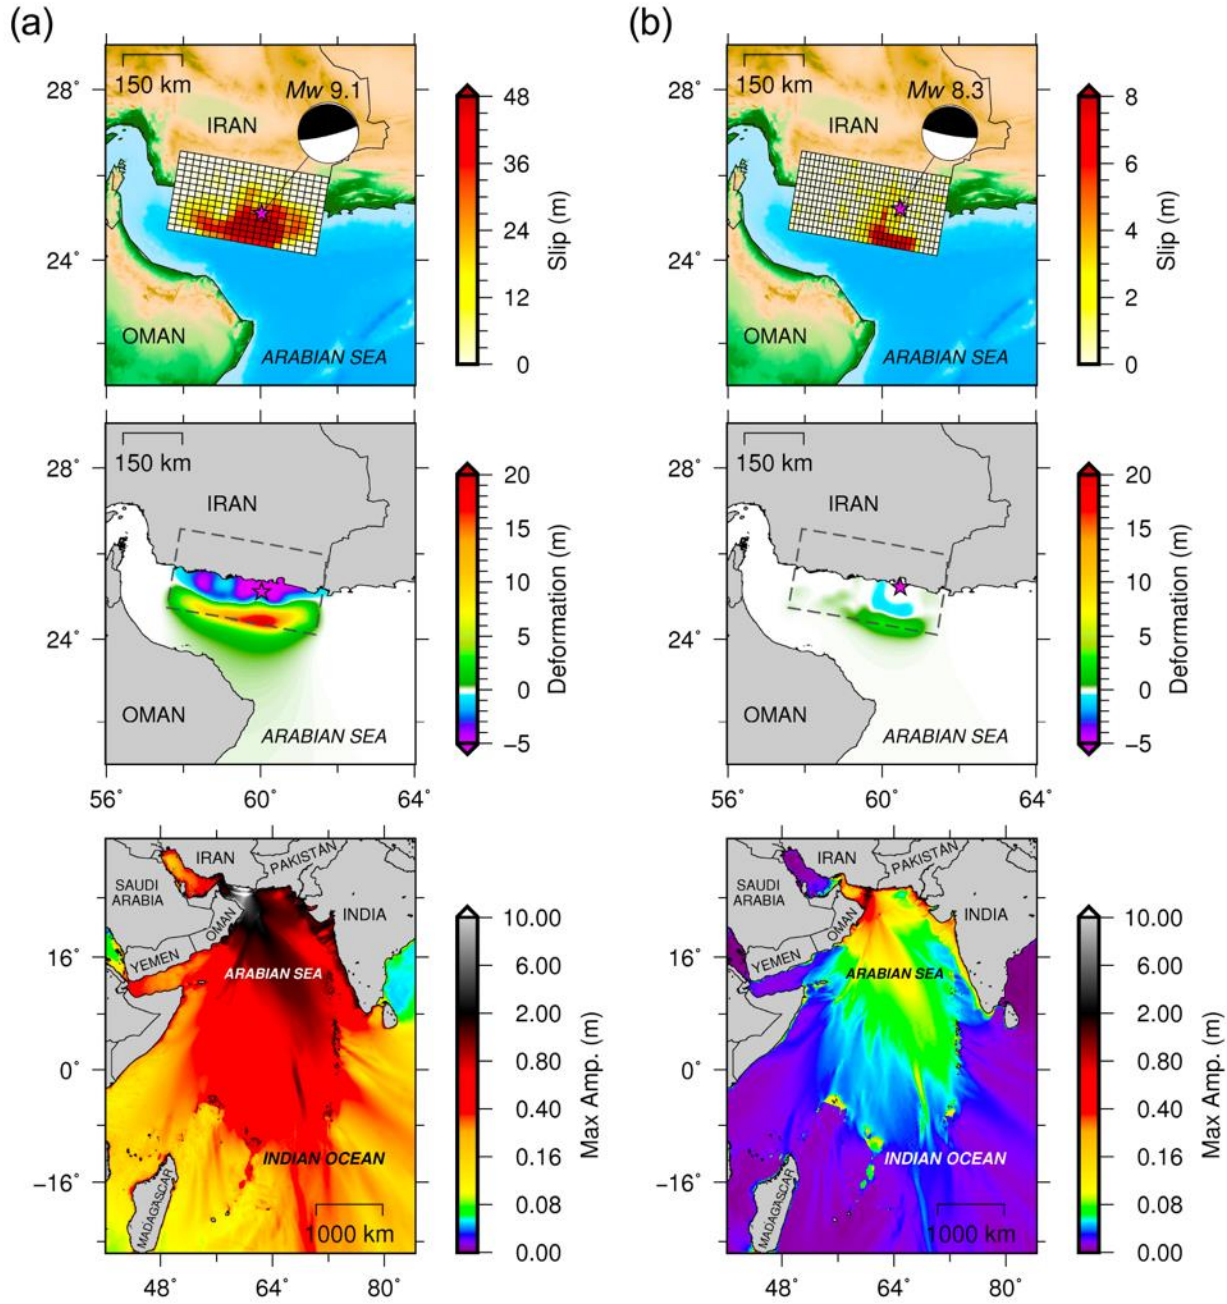 (a)
150 km
Mw 9.1
IRAN
OMAN
ARABIAN SEA
28°
24°
48
36
24
12
0
Slip (m)
150 km
IRAN
OMAN
ARABIAN SEA
28°
24°
56°
60°
64°
20
15
10
5
0
−5
Deformation (m)
IRAN
PAKISTAN
SAUDI
ARABIA
OMAN
INDIA
YEMEN
ARABIAN SEA
INDIAN OCEAN
MADAGASCAR
1000 km
16°
0°
−16°
48°
64°
80°
10.00
6.00
2.00
0.80
0.40
0.16
0.08
0.00
Max Amp. (m)
(b)
150 km
Mw 8.3
IRAN
OMAN
ARABIAN SEA
28°
24°
8
6
4
2
0
Slip (m)
150 km
IRAN
OMAN
ARABIAN SEA
28°
24°
56°
60°
64°
20
15
10
5
0
−5
Deformation (m)
IRAN
PAKISTAN
SAUDI
ARABIA
OMAN
INDIA
YEMEN
ARABIAN SEA
INDIAN OCEAN
MADAGASCAR
1000 km
16°
0°
−16°
48°
64°
80°
10.00
6.00
2.00
0.80
0.40
0.16
0.08
0.00
Max Amp. (m)